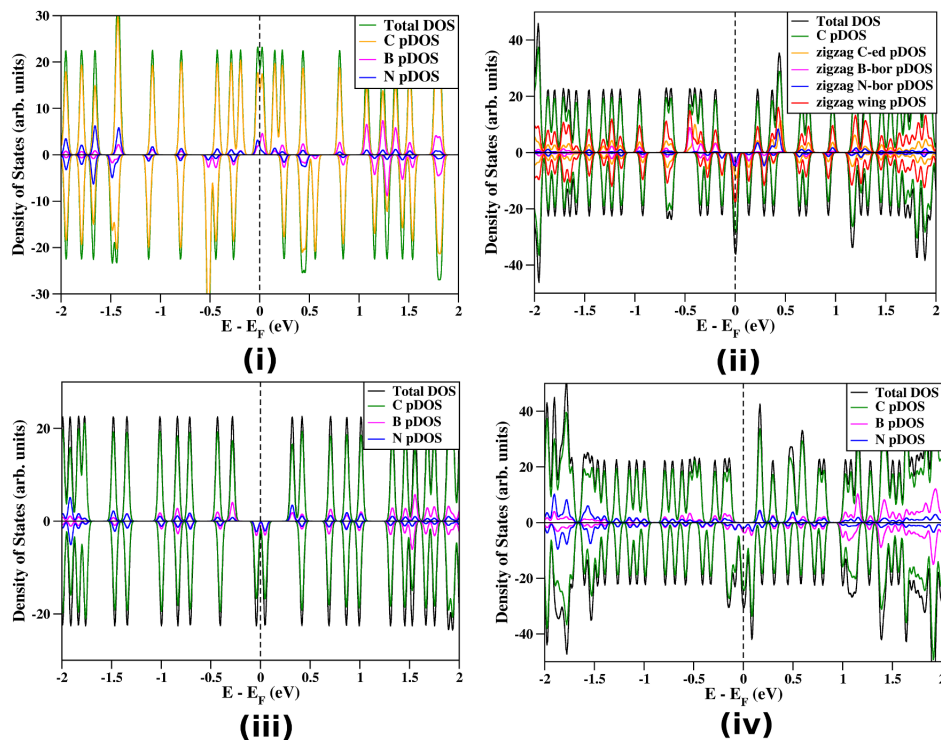 30
20
10
0
-10
-20
-30
Density of States (arb. units)
Total DOS
C pDOS
B pDOS
N pDOS
-2 -1.5 -1 -0.5 0 0.5 1 1.5 2
E - E_F (eV)
(i)
40
20
0
-20
-40
Density of States (arb. units)
Total DOS
C pDOS
zigzag C-ed pDOS
zigzag B-bor pDOS
zigzag N-bor pDOS
zigzag wing pDOS
-2 -1.5 -1 -0.5 0 0.5 1 1.5 2
E - E_F (eV)
(ii)
20
0
-20
Density of States (arb. units)
Total DOS
C pDOS
B pDOS
N pDOS
-2 -1.5 -1 -0.5 0 0.5 1 1.5 2
E - E_F (eV)
(iii)
40
20
0
-20
-40
Density of States (arb. units)
Total DOS
C pDOS
B pDOS
N pDOS
-2 -1.5 -1 -0.5 0 0.5 1 1.5 2
E - E_F (eV)
(iv)